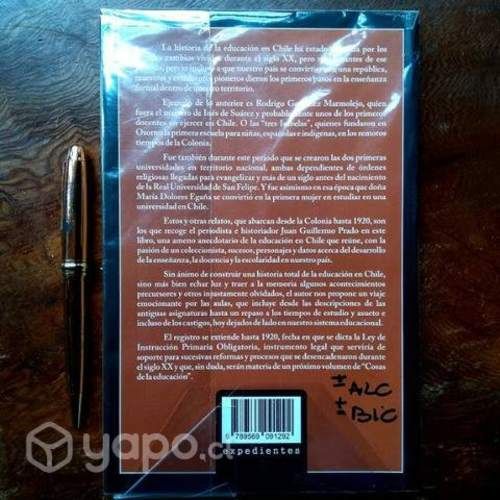 La historia de la educación en Chile ha estado por los
cambios vividos durante el siglo XX, pero antes de ese
pero incluso a que nuestro país se convierta en una república,
maestros y estudiantes pioneros dieron los primeros pasos en la enseñanza
formal dentro de nuestro territorio.
Ejemplo de lo anterior es Rodrigo González Marmolejo, quien
fuera el maestro de Inés de Suárez y probablemente unos de los primeros
docentes en ejercer en Chile. O las "tres Isabelas", quienes fundaron en
Osorno la primera escuela para niñas, españolas e indígenas, en los remotos
tiempos de la Colonia.
Fue también durante este período que se crearon las dos primeras
universidades en territorio nacional, ambas dependientes de órdenes
religiosas llegadas para evangelizar y más de un siglo antes del nacimiento
de la Real Universidad de San Felipe. Y fue asimismo en esa época que doña
María Dolores Egaña se convirtió en la primera mujer en estudiar en una
universidad en Chile.
Estos y otros relatos, que abarcan desde la Colonia hasta 1920, son
los que recoge el periodista e historiador Juan Guillermo Prado en este
libro, una ameno anecdotario de la educación en Chile que reúne, con la
pasión de un coleccionista, sucesos, personajes y datos acerca del desarrollo
de la enseñanza, la docencia y la escolaridad en nuestro país.
Sin ánimo de construir una historia total de la educación en Chile,
sino más bien echar luz y traer a la memoria algunos acontecimientos
precursores y otros injustamente olvidados, el autor nos propone un viaje
emocionante por las aulas, que incluye desde las descripciones de las
antiguas asignaturas hasta un repaso a los tiempos de estudio y asueto e
incluso de los castigos, hoy dejados de lado en nuestro sistema educacional.
El registro se extiende hasta 1920, fecha en que se dicta la Ley de
Instrucción Primaria Obligatoria, instrumento legal que serviría de
soporte para sucesivas reformas y procesos que se desencadenaron durante
el siglo XX y que, sin duda, serán materia de un próximo volumen de "Cosas
de la educación".
± ALC
± BIC
9 789569 091292
expedientes
yapo.cl